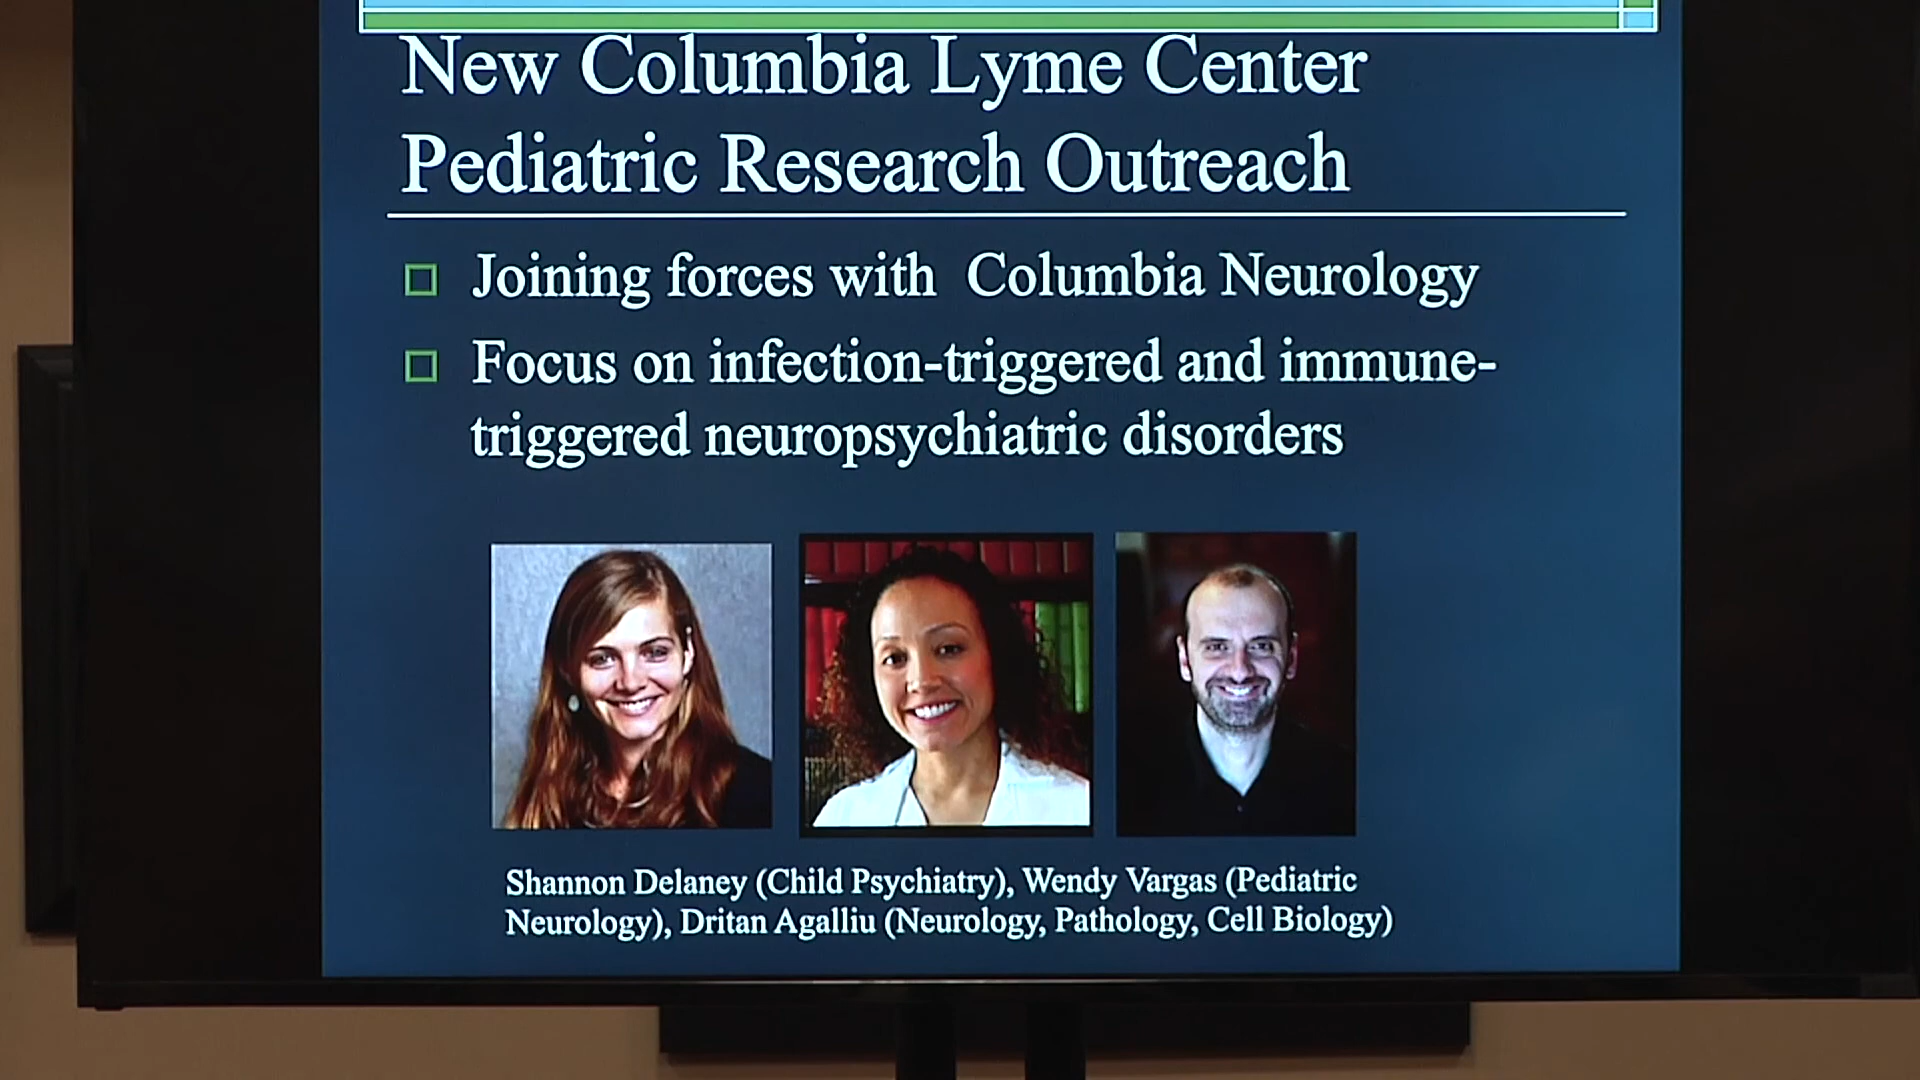 New Columbia Lyme Center
Pediatric Research Outreach
Joining forces with  Columbia Neurology
Focus on infection-triggered and immune-
triggered neuropsychiatric disorders
Shannon Delaney (Child Psychiatry), Wendy Vargas (Pediatric
Neurology), Dritan Agalliu (Neurology, Pathology, Cell Biology)